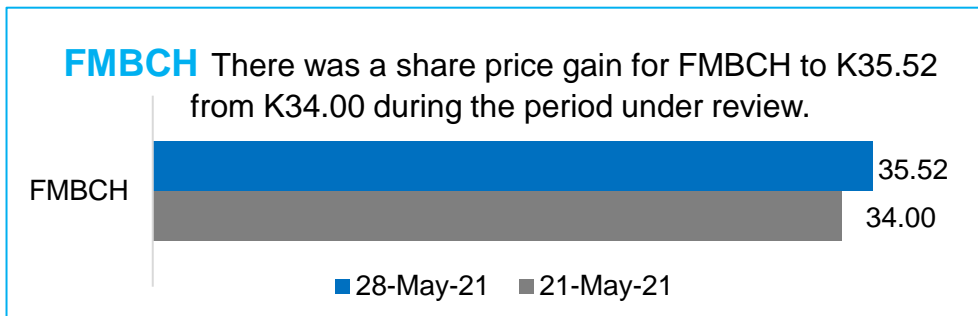 FMBCH There was a share price gain for FMBCH to K35.52
from K34.00 during the period under review.
35.52
FMBCH
34.00
28-May-21 21-May-21